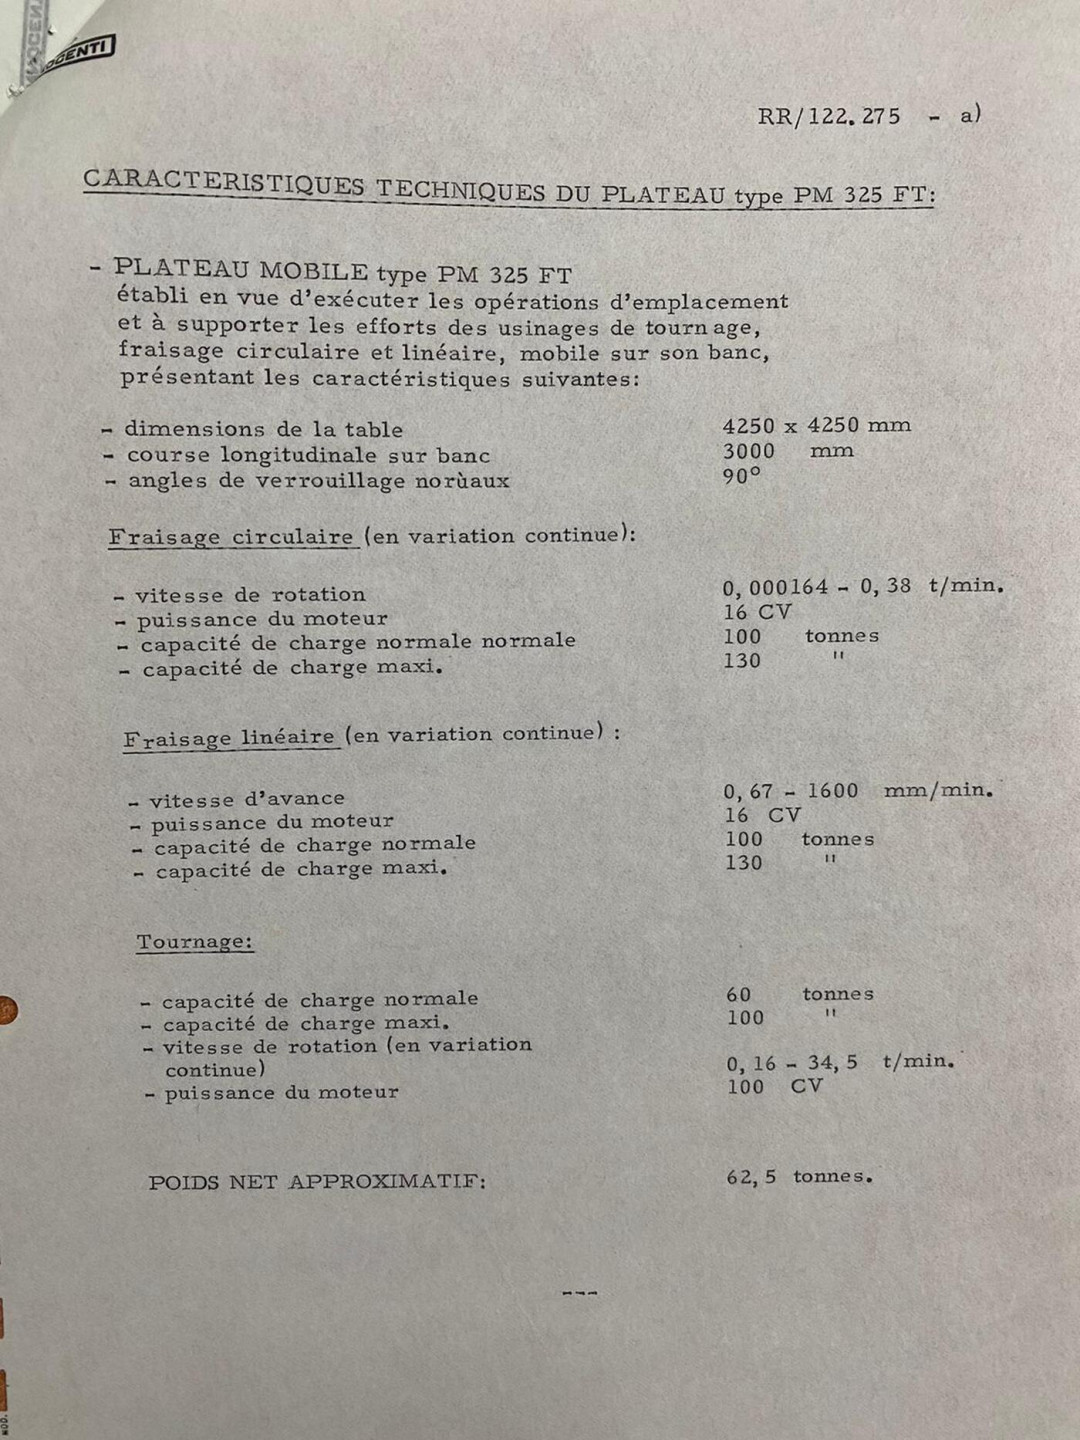 INNOCENTI
RR/122.275 - a)
CARACTERISTIQUES TECHNIQUES DU PLATEAU type PM 325 FT:
- PLATEAU MOBILE type PM 325 FT
établi en vue d'exécuter les opérations d'emplacement
et à supporter les efforts des usinages de tournage,
fraisage circulaire et linéaire, mobile sur son banc,
présentant les caractéristiques suivantes:
- dimensions de la table 4250 x 4250 mm
- course longitudinale sur banc 3000 mm
- angles de verrouillage norùaux 90°
Fraisage circulaire (en variation continue):
- vitesse de rotation 0,000164 - 0,38 t/min.
- puissance du moteur 16 CV
- capacité de charge normale normale 100 tonnes
- capacité de charge maxi. 130 "
Fraisage linéaire (en variation continue) :
- vitesse d'avance 0,67 - 1600 mm/min.
- puissance du moteur 16 CV
- capacité de charge normale 100 tonnes
- capacité de charge maxi. 130 "
Tournage:
- capacité de charge normale 60 tonnes
- capacité de charge maxi. 100 "
- vitesse de rotation (en variation
continue) 0,16 - 34,5 t/min.
- puissance du moteur 100 CV
POIDS NET APPROXIMATIF: 62,5 tonnes.
---
MOD.